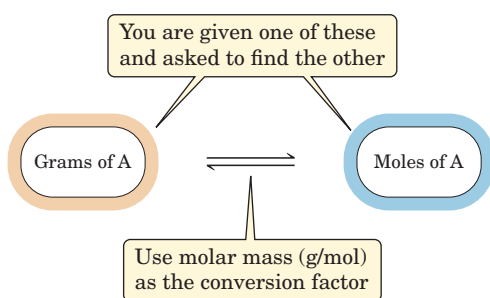 You are given one of these
and asked to find the other
Grams of A
Moles of A
Use molar mass (g/mol)
as the conversion factor